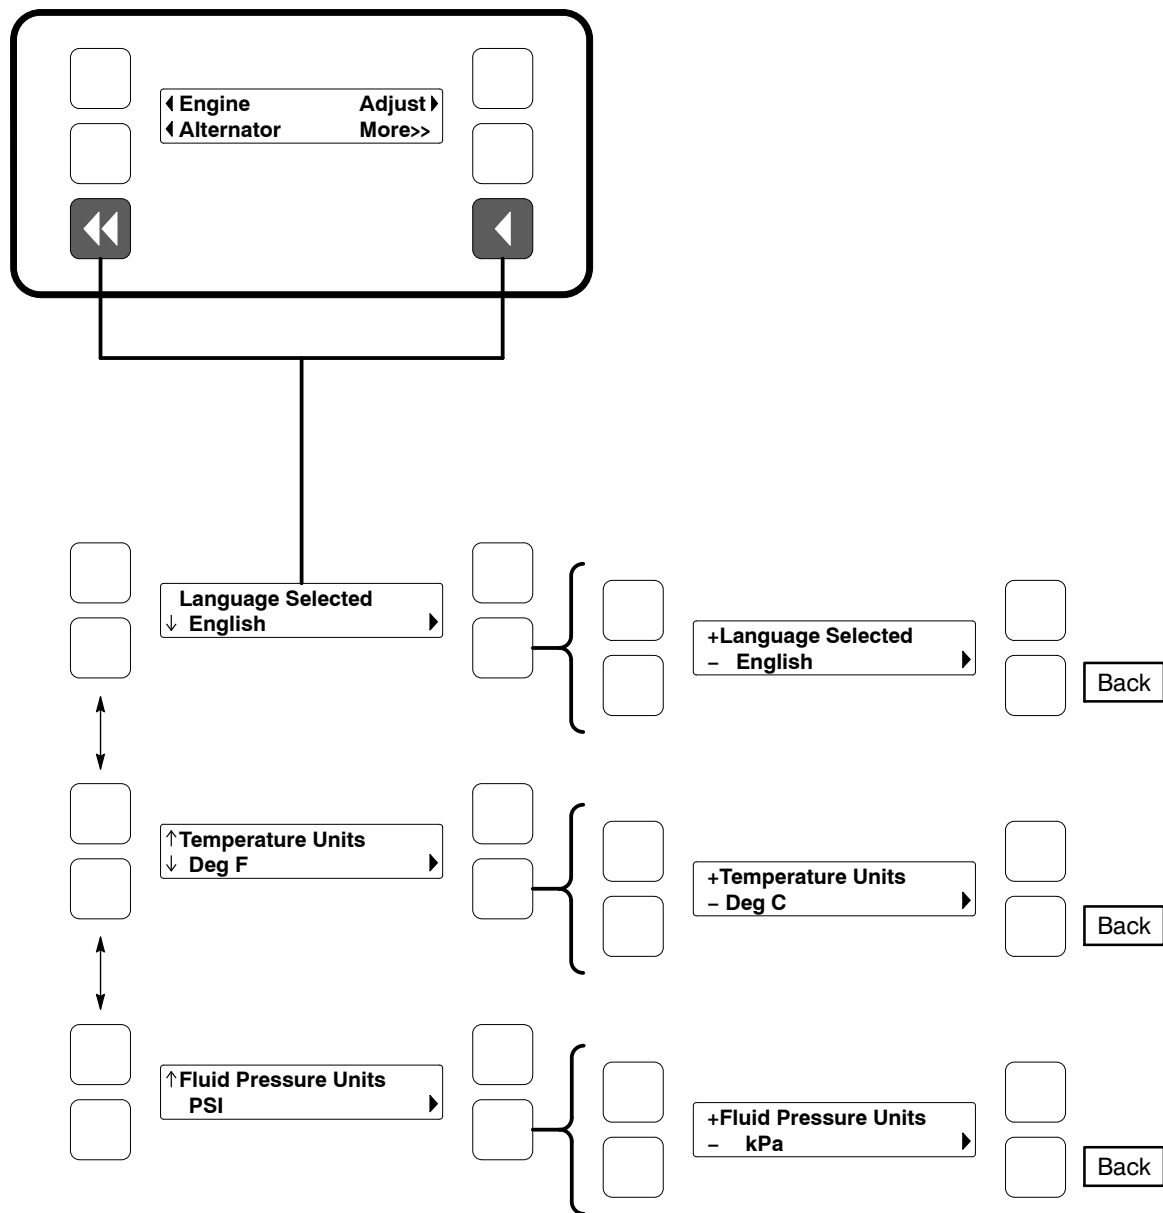 Engine Adjust
Alternator More>>
Language Selected
↓ English
+Language Selected
– English
Back
↑Temperature Units
↓ Deg F
+Temperature Units
– Deg C
Back
↑Fluid Pressure Units
PSI
+Fluid Pressure Units
– kPa
Back